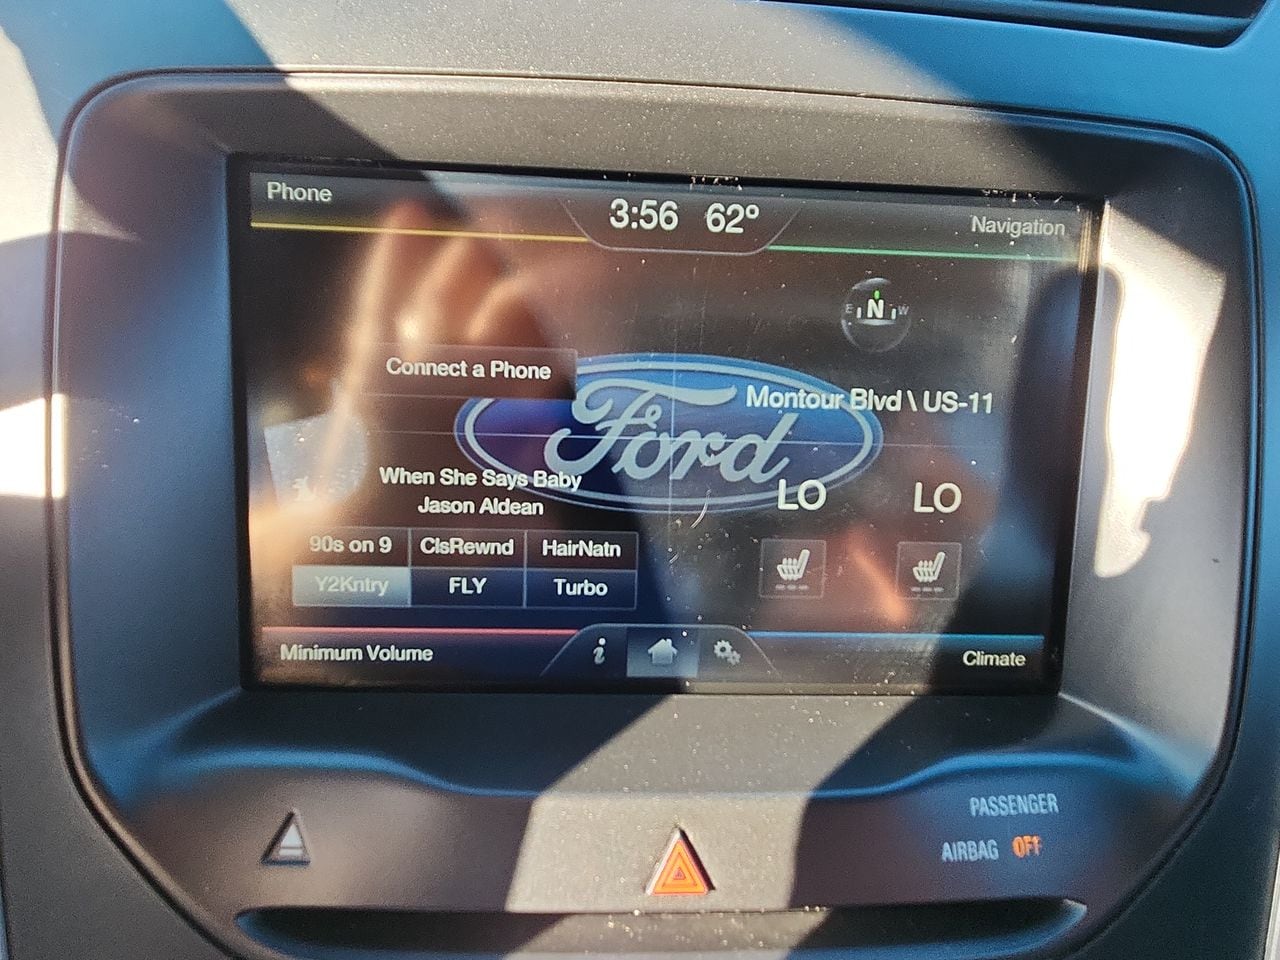 Phone
3:56 62°
Navigation
E N W
Connect a Phone
Ford
Montour Blvd \ US-11
When She Says Baby
Jason Aldean
LO LO
90s on 9 ClsRewnd HairNatn
Y2Kntry FLY Turbo
Minimum Volume
i
Climate
PASSENGER
AIRBAG OFF